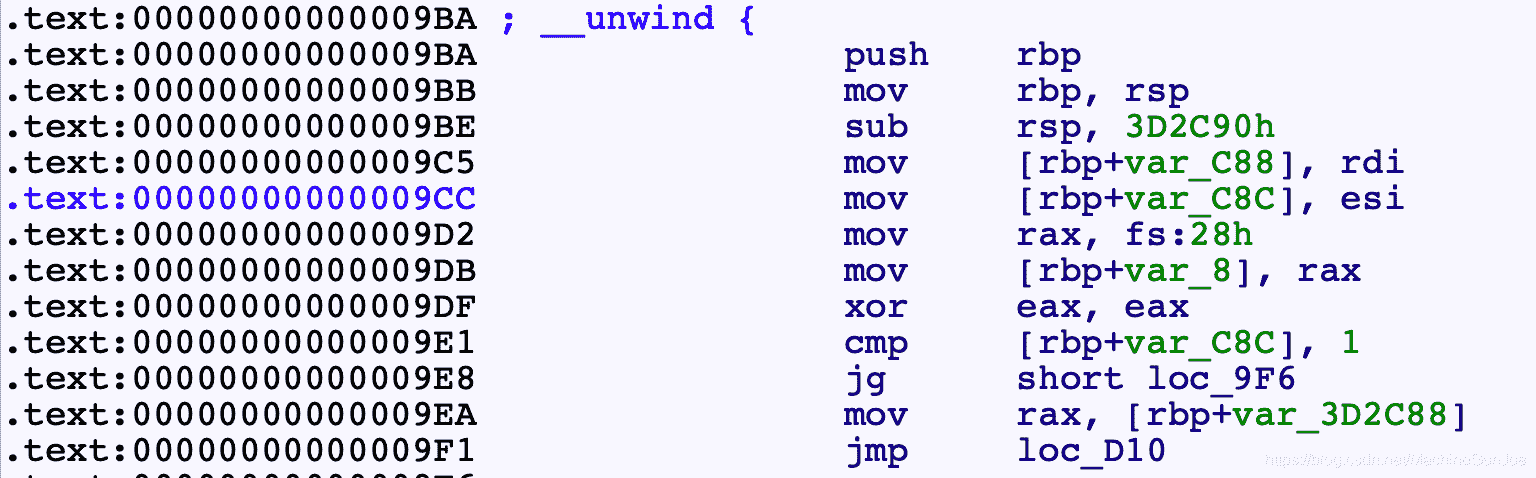 .text:00000000000009BA ; __unwind {
.text:00000000000009BA push rbp
.text:00000000000009BB mov rbp, rsp
.text:00000000000009BE sub rsp, 3D2C90h
.text:00000000000009C5 mov [rbp+var_C88], rdi
.text:00000000000009CC mov [rbp+var_C8C], esi
.text:00000000000009D2 mov rax, fs:28h
.text:00000000000009DB mov [rbp+var_8], rax
.text:00000000000009DF xor eax, eax
.text:00000000000009E1 cmp [rbp+var_C8C], 1
.text:00000000000009E8 jg short loc_9F6
.text:00000000000009EA mov rax, [rbp+var_3D2C88]
.text:00000000000009F1 jmp loc_D10
https://blog.csdn.net/MachineGunJoe